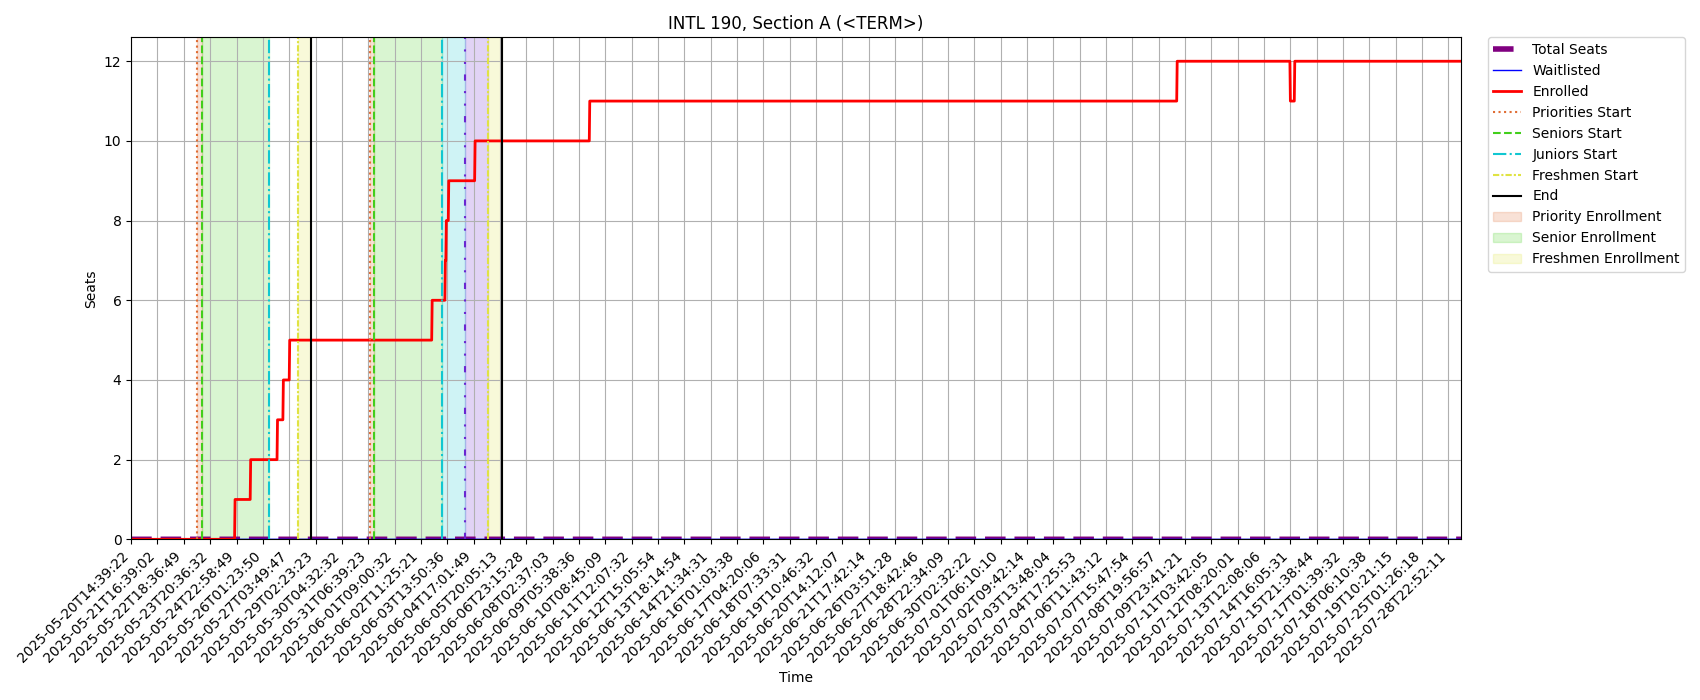 INTL 190, Section A (<TERM>)
12
10
8
6
4
2
0
Seats
2025-05-20T14:39:22
2025-05-21T16:39:02
2025-05-22T18:36:49
2025-05-23T20:36:32
2025-05-24T22:58:49
2025-05-26T01:23:50
2025-05-27T03:49:47
2025-05-29T02:23:23
2025-05-30T04:32:32
2025-05-31T06:39:23
2025-06-01T09:00:32
2025-06-02T11:25:21
2025-06-03T13:50:36
2025-06-04T17:01:49
2025-06-05T20:05:13
2025-06-06T23:15:28
2025-06-08T02:37:03
2025-06-09T05:38:36
2025-06-10T08:45:09
2025-06-11T12:07:32
2025-06-12T15:05:54
2025-06-13T18:14:54
2025-06-14T21:34:31
2025-06-16T01:03:38
2025-06-17T04:20:06
2025-06-18T07:33:31
2025-06-19T10:46:32
2025-06-20T14:12:07
2025-06-21T17:42:14
2025-06-26T03:51:28
2025-06-27T18:42:46
2025-06-28T22:34:09
2025-06-30T02:32:22
2025-07-01T06:10:10
2025-07-02T09:42:14
2025-07-03T13:48:04
2025-07-04T17:25:53
2025-07-06T11:43:12
2025-07-07T15:47:54
2025-07-08T19:56:57
2025-07-09T23:41:21
2025-07-11T03:42:05
2025-07-12T08:20:01
2025-07-13T12:08:06
2025-07-14T16:05:31
2025-07-15T21:38:44
2025-07-17T01:39:32
2025-07-18T06:10:38
2025-07-19T10:21:15
2025-07-25T01:26:18
2025-07-28T22:52:11
Time
Total Seats
Waitlisted
Enrolled
Priorities Start
Seniors Start
Juniors Start
Freshmen Start
End
Priority Enrollment
Senior Enrollment
Freshmen Enrollment